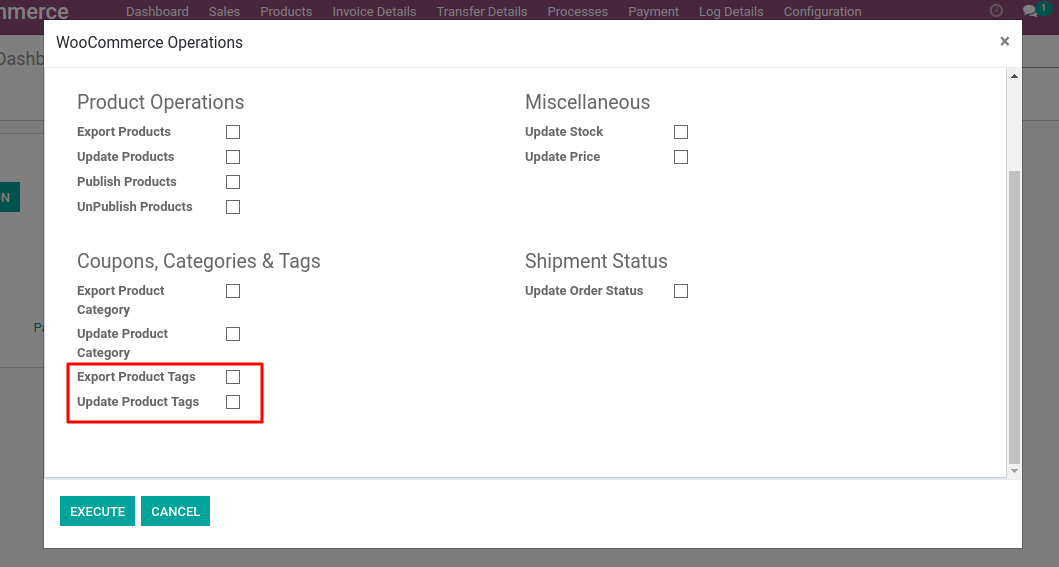 mmerce Dashboard Sales Products Invoice Details Transfer Details Processes Payment Log Details Configuration 1
WooCommerce Operations ×
Dashb
Product Operations
Export Products
Update Products
Publish Products
UnPublish Products
Miscellaneous
Update Stock
Update Price
N
Coupons, Categories & Tags
Export Product
Category
Update Product
Category
Export Product Tags
Update Product Tags
Shipment Status
Update Order Status
Pa
EXECUTE CANCEL